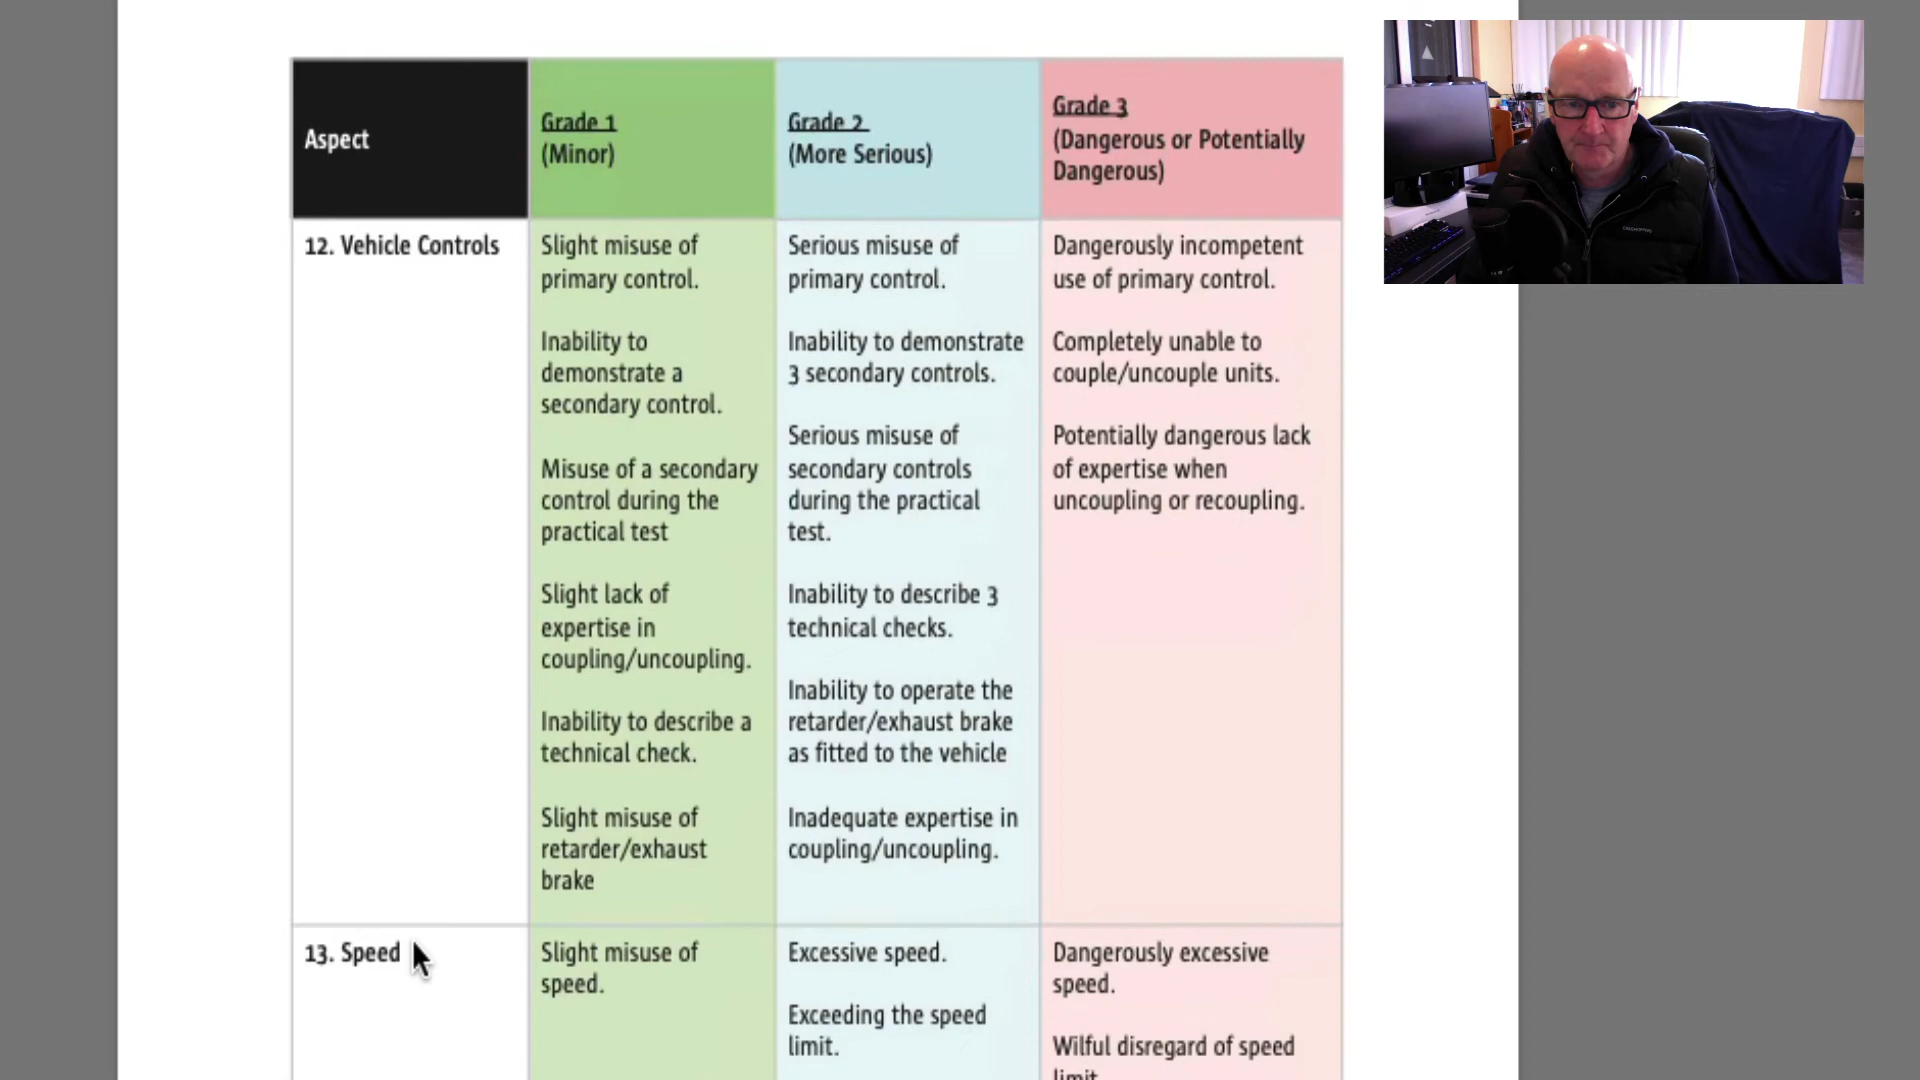 Aspect
Grade 1
(Minor)
Grade 2
(More Serious)
Grade 3
(Dangerous or Potentially
Dangerous)
12. Vehicle Controls
Slight misuse of
primary control.
Inability to
demonstrate a
secondary control.
Misuse of a secondary
control during the
practical test
Slight lack of
expertise in
coupling/uncoupling.
Inability to describe a
technical check.
Slight misuse of
retarder/exhaust
brake
Serious misuse of
primary control.
Inability to demonstrate
3 secondary controls.
Serious misuse of
secondary controls
during the practical
test.
Inability to describe 3
technical checks.
Inability to operate the
retarder/exhaust brake
as fitted to the vehicle
Inadequate expertise in
coupling/uncoupling.
Dangerously incompetent
use of primary control.
Completely unable to
couple/uncouple units.
Potentially dangerous lack
of expertise when
uncoupling or recoupling.
13. Speed
Slight misuse of
speed.
Excessive speed.
Exceeding the speed
limit.
Dangerously excessive
speed.
Wilful disregard of speed
limit